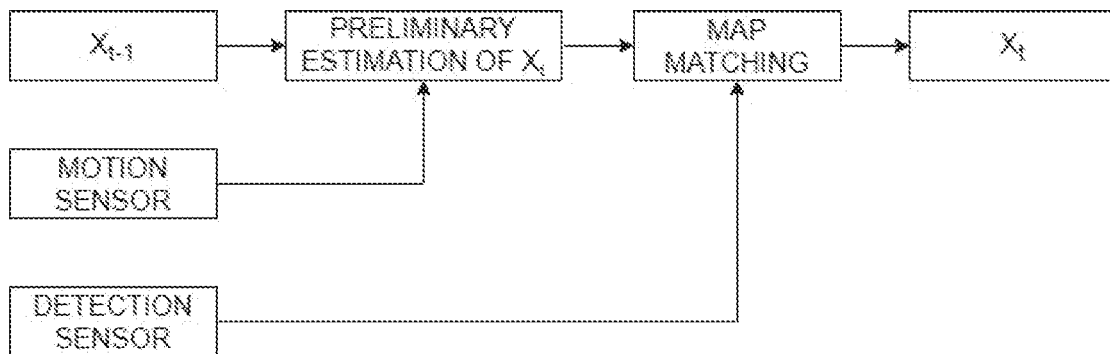 X_{t-1}
PRELIMINARY
ESTIMATION OF X_t
MAP
MATCHING
X_t
MOTION
SENSOR
DETECTION
SENSOR